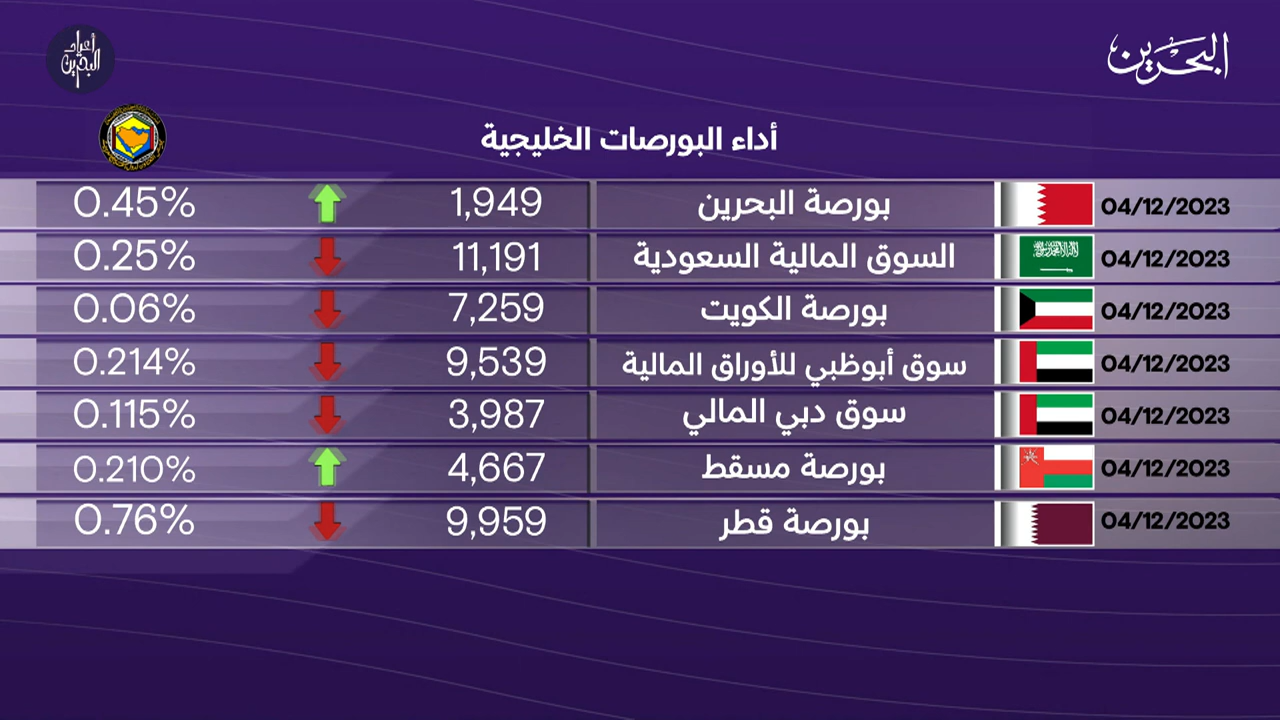 البحرين
أعياد البحرين
أداء البورصات الخليجية
04/12/2023 بورصة البحرين 1,949 0.45%
04/12/2023 السوق المالية السعودية 11,191 0.25%
04/12/2023 بورصة الكويت 7,259 0.06%
04/12/2023 سوق أبوظبي للأوراق المالية 9,539 0.214%
04/12/2023 سوق دبي المالي 3,987 0.115%
04/12/2023 بورصة مسقط 4,667 0.210%
04/12/2023 بورصة قطر 9,959 0.76%